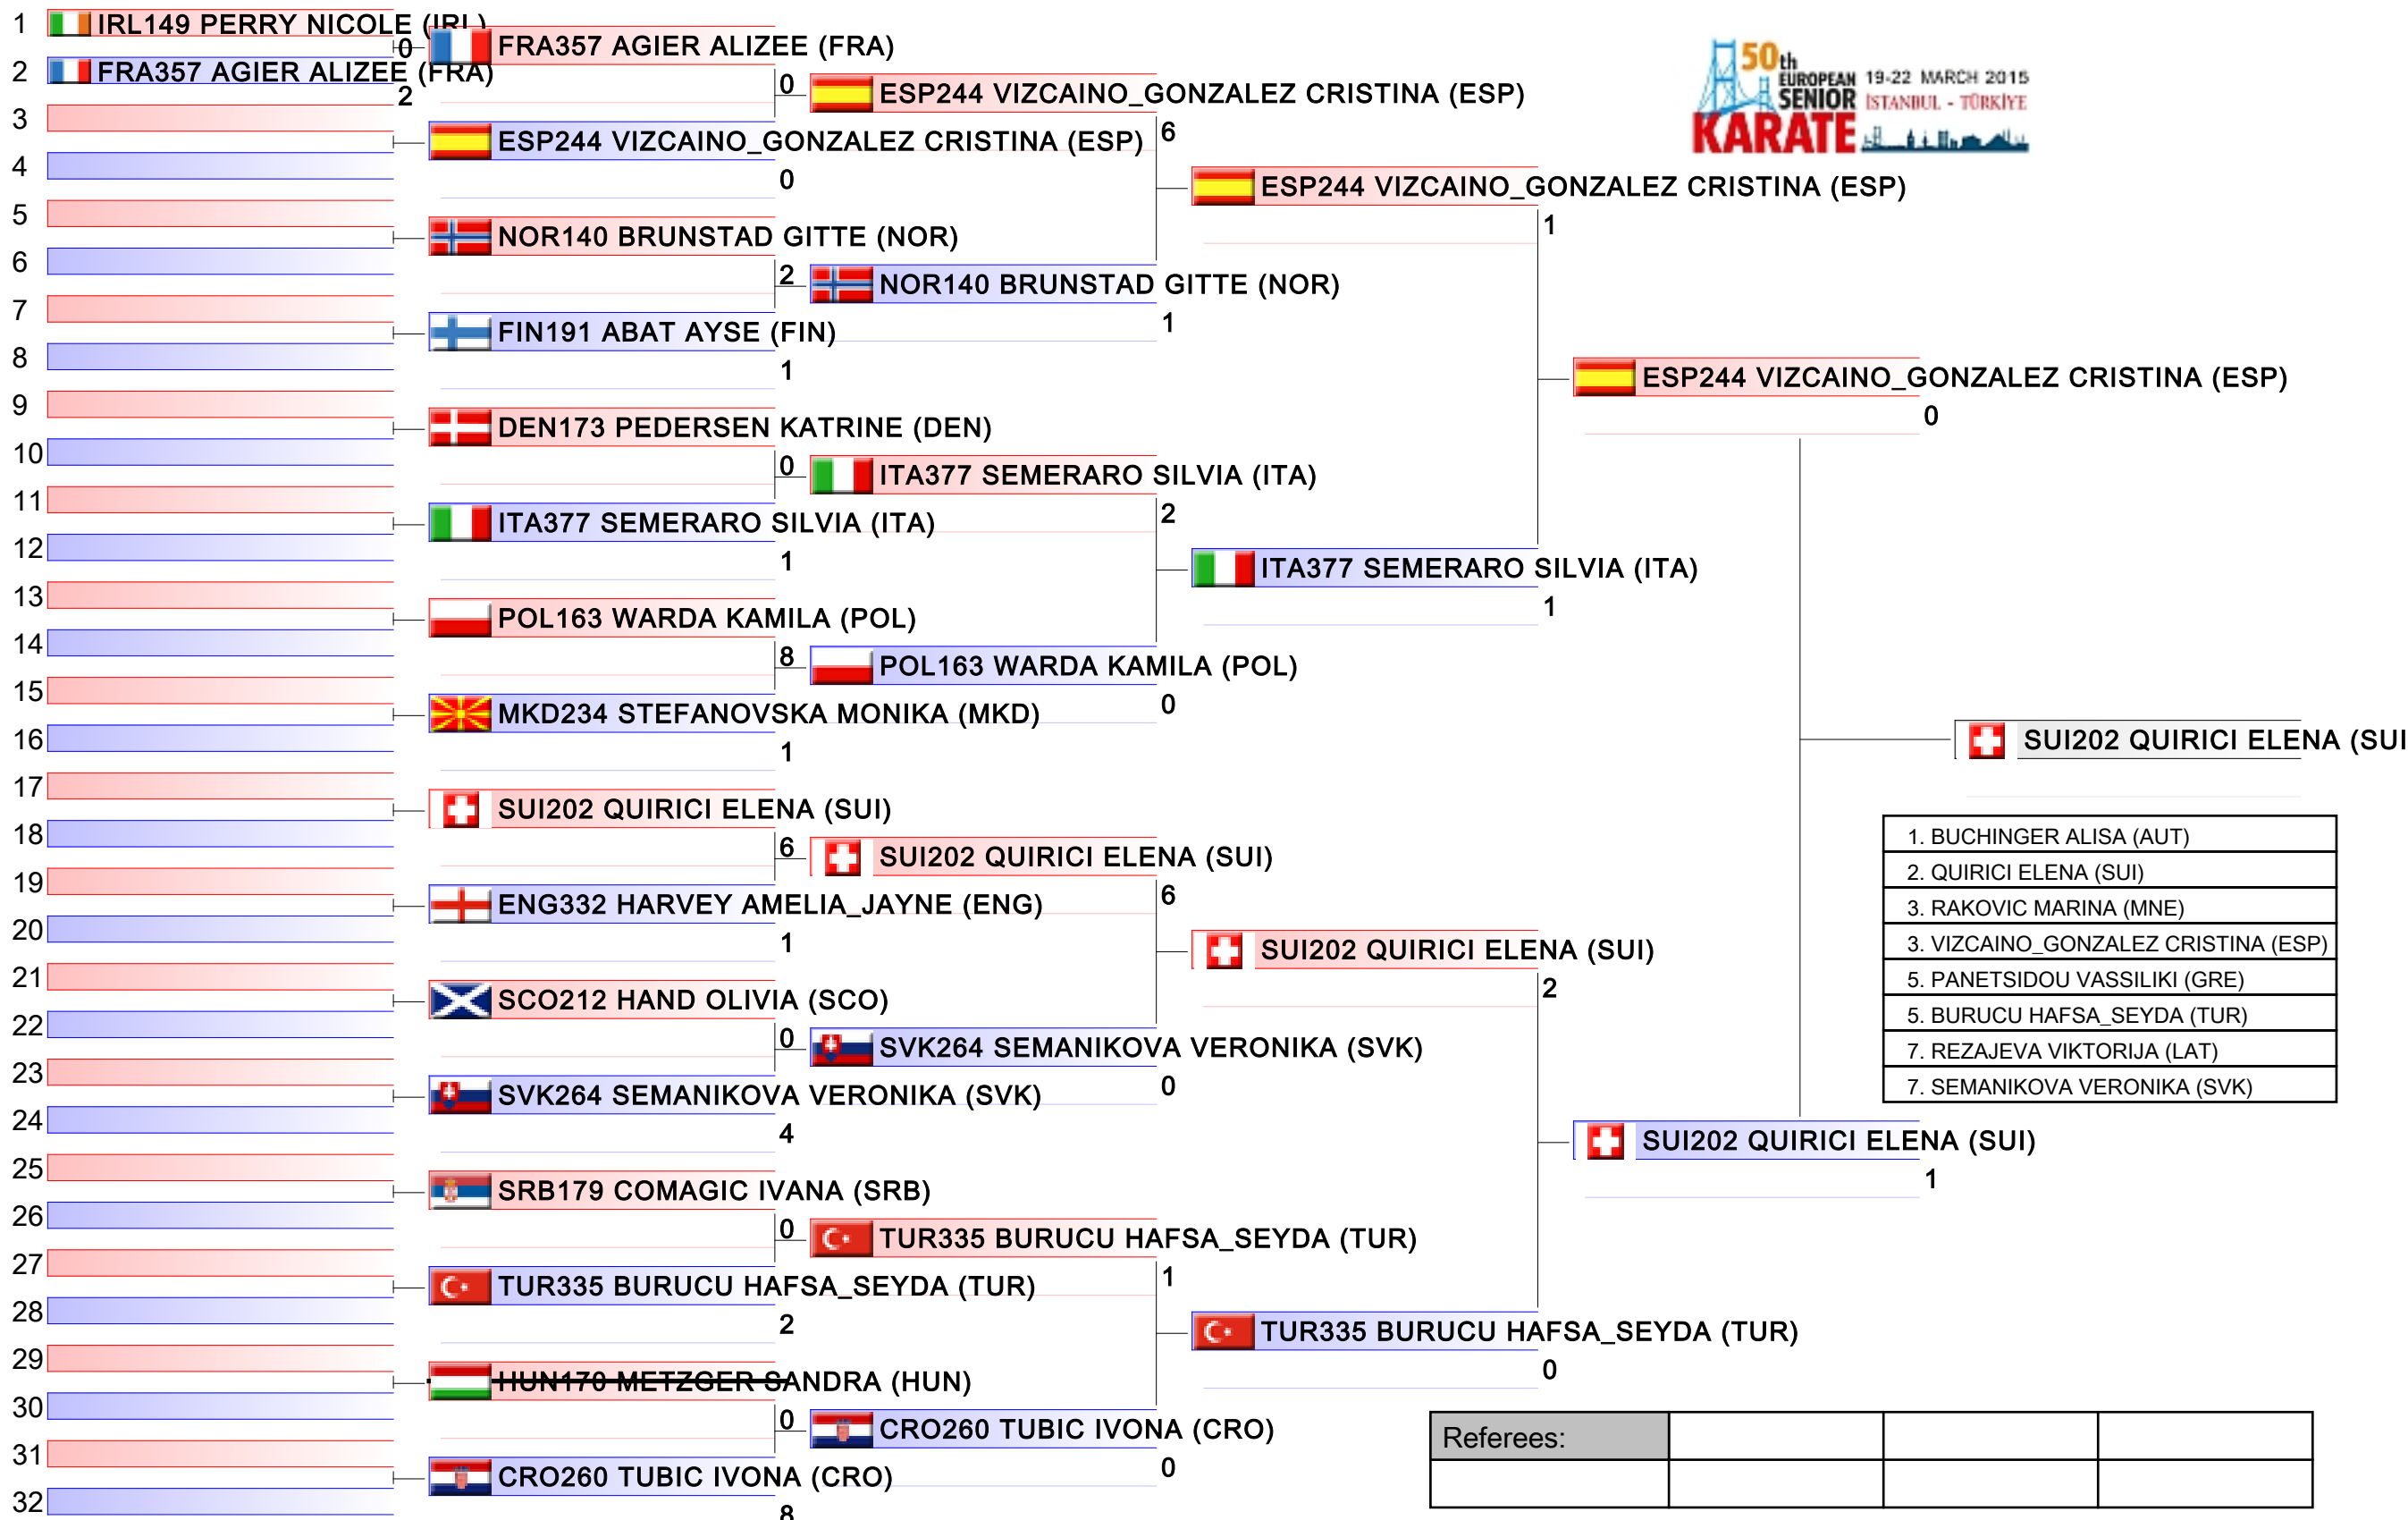 1 IRL149 PERRY NICOLE (IRL)
0
FRA357 AGIER ALIZEE (FRA)
2 FRA357 AGIER ALIZEE (FRA)
2
0
ESP244 VIZCAINO_GONZALEZ CRISTINA (ESP)
50th
EUROPEAN 19-22 MARCH 2015
SENIOR İSTANBUL - TÜRKİYE
KARATE
3
6
ESP244 VIZCAINO_GONZALEZ CRISTINA (ESP)
4
0
ESP244 VIZCAINO_GONZALEZ CRISTINA (ESP)
5
1
NOR140 BRUNSTAD GITTE (NOR)
6
2
NOR140 BRUNSTAD GITTE (NOR)
7
1
FIN191 ABAT AYSE (FIN)
8
1
ESP244 VIZCAINO_GONZALEZ CRISTINA (ESP)
9
0
DEN173 PEDERSEN KATRINE (DEN)
10
0
ITA377 SEMERARO SILVIA (ITA)
11
2
ITA377 SEMERARO SILVIA (ITA)
12
1
ITA377 SEMERARO SILVIA (ITA)
13
1
POL163 WARDA KAMILA (POL)
14
8
POL163 WARDA KAMILA (POL)
15
0
MKD234 STEFANOVSKA MONIKA (MKD)
16
1
SUI202 QUIRICI ELENA (SUI
17
SUI202 QUIRICI ELENA (SUI)
18
6
SUI202 QUIRICI ELENA (SUI)
1. BUCHINGER ALISA (AUT)
2. QUIRICI ELENA (SUI)
3. RAKOVIC MARINA (MNE)
3. VIZCAINO_GONZALEZ CRISTINA (ESP)
5. PANETSIDOU VASSILIKI (GRE)
5. BURUCU HAFSA_SEYDA (TUR)
7. REZAJEVA VIKTORIJA (LAT)
7. SEMANIKOVA VERONIKA (SVK)
19
6
ENG332 HARVEY AMELIA_JAYNE (ENG)
20
1
SUI202 QUIRICI ELENA (SUI)
21
2
SCO212 HAND OLIVIA (SCO)
22
0
SVK264 SEMANIKOVA VERONIKA (SVK)
23
0
SVK264 SEMANIKOVA VERONIKA (SVK)
24
4
SUI202 QUIRICI ELENA (SUI)
25
1
SRB179 COMAGIC IVANA (SRB)
26
0
TUR335 BURUCU HAFSA_SEYDA (TUR)
27
1
TUR335 BURUCU HAFSA_SEYDA (TUR)
28
2
TUR335 BURUCU HAFSA_SEYDA (TUR)
29
0
HUN170 METZGER SANDRA (HUN)
30
0
CRO260 TUBIC IVONA (CRO)
31
0
CRO260 TUBIC IVONA (CRO)
32
8
Referees: